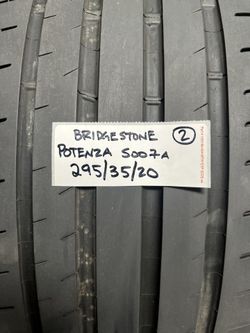 BRIDGESTONE 2
POTENZA S007A
295/35/20